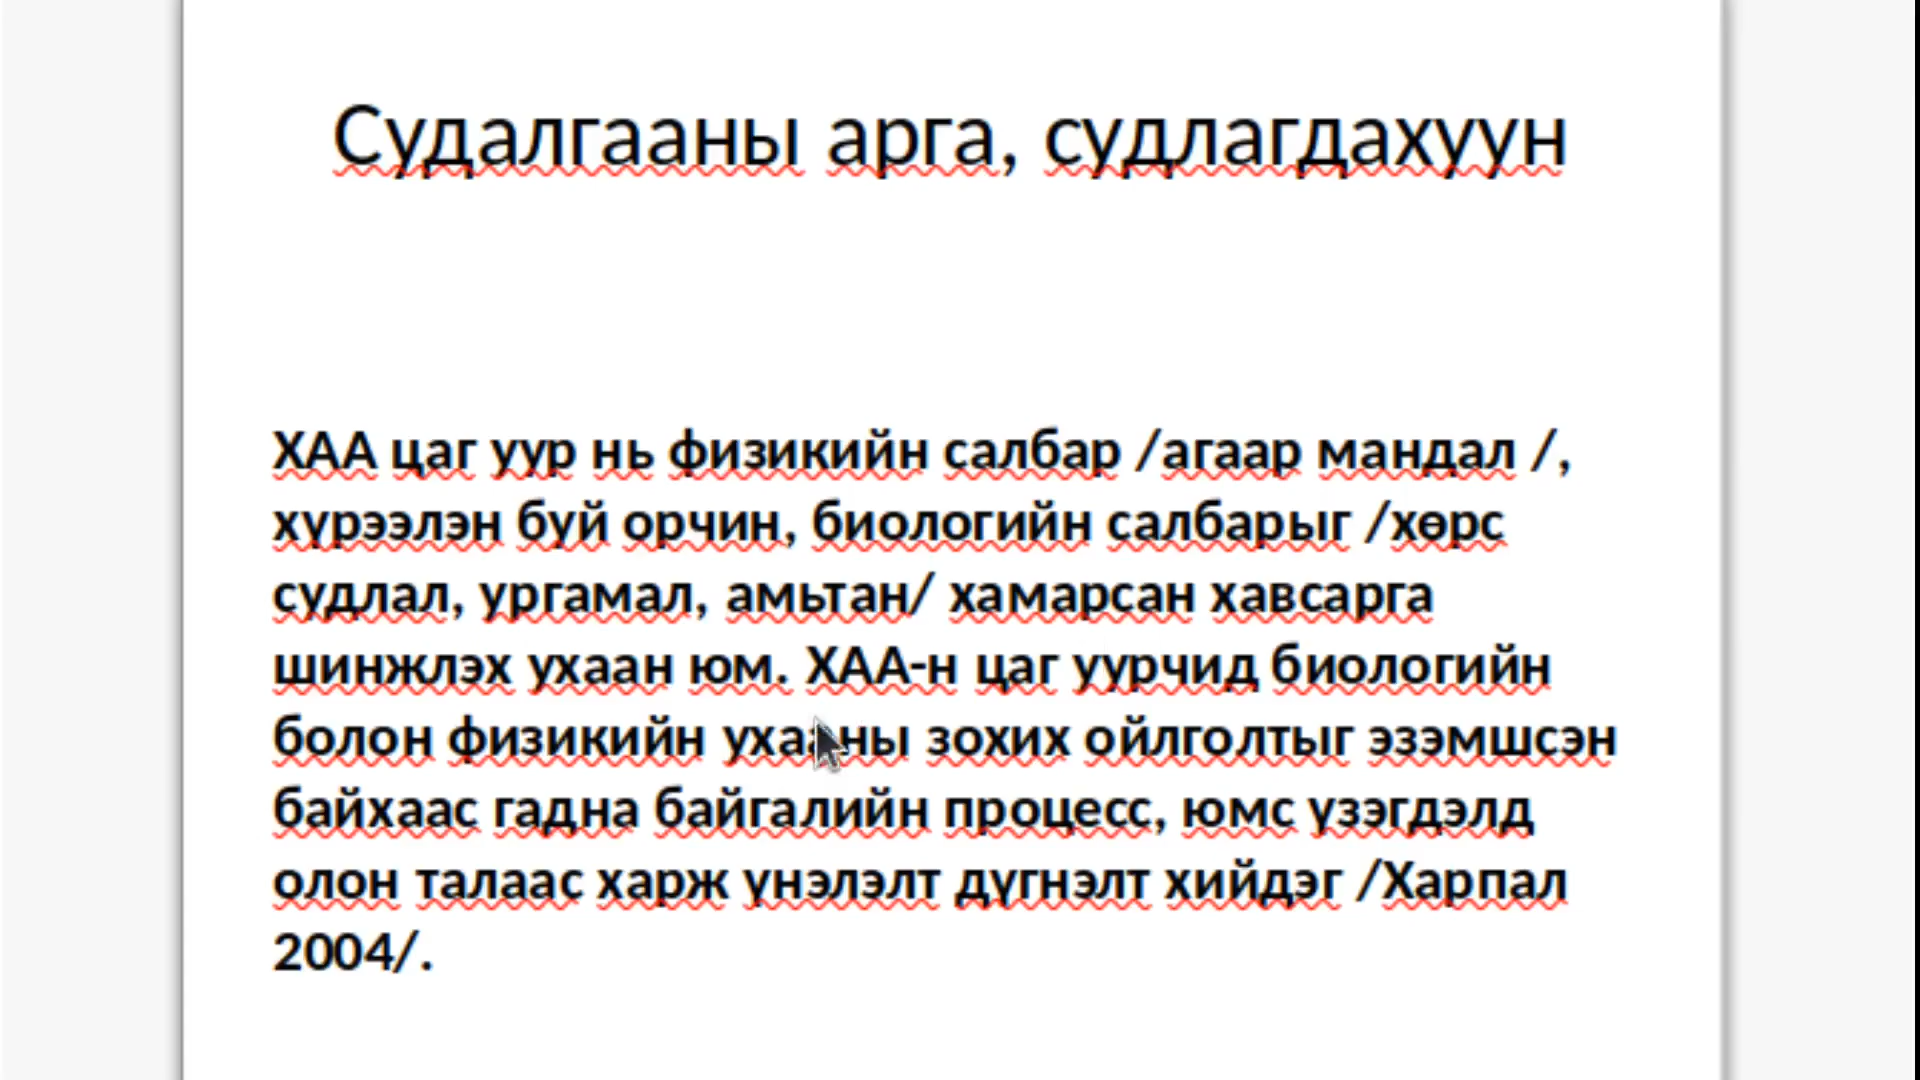 Судалгааны арга, судлагдахуун
ХАА цаг уур нь физикийн салбар /агаар мандал /,
хүрээлэн буй орчин, биологийн салбарыг /хөрс
судлал, ургамал, амьтан/ хамарсан хавсарга
шинжлэх ухаан юм. ХАА-н цаг уурчид биологийн
болон физикийн ухааны зохих ойлголтыг эзэмшсэн
байхаас гадна байгалийн процесс, юмс үзэгдэлд
олон талаас харж үнэлэлт дүгнэлт хийдэг /Харпал
2004/.